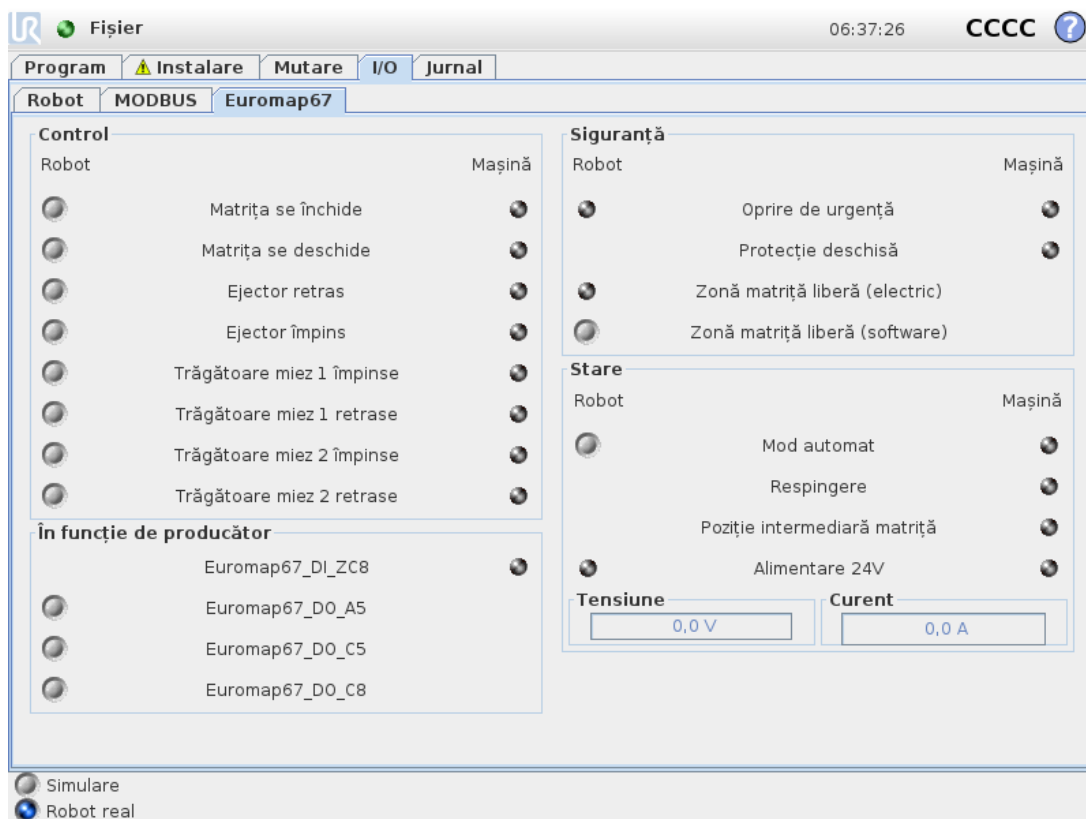 UR Fișier 06:37:26 CCCC ?
Program Instalare Mutare I/O Jurnal
Robot MODBUS Euromap67
Control
Robot Mașină
Matrița se închide
Matrița se deschide
Ejector retras
Ejector împins
Trăgătoare miez 1 împinse
Trăgătoare miez 1 retrase
Trăgătoare miez 2 împinse
Trăgătoare miez 2 retrase
În funcție de producător
Euromap67_DI_ZC8
Euromap67_DO_A5
Euromap67_DO_C5
Euromap67_DO_C8
Siguranță
Robot Mașină
Oprire de urgență
Protecție deschisă
Zonă matriță liberă (electric)
Zonă matriță liberă (software)
Stare
Robot Mașină
Mod automat
Respingere
Poziție intermediară matriță
Alimentare 24V
Tensiune Curent
0,0 V 0,0 A
Simulare
Robot real